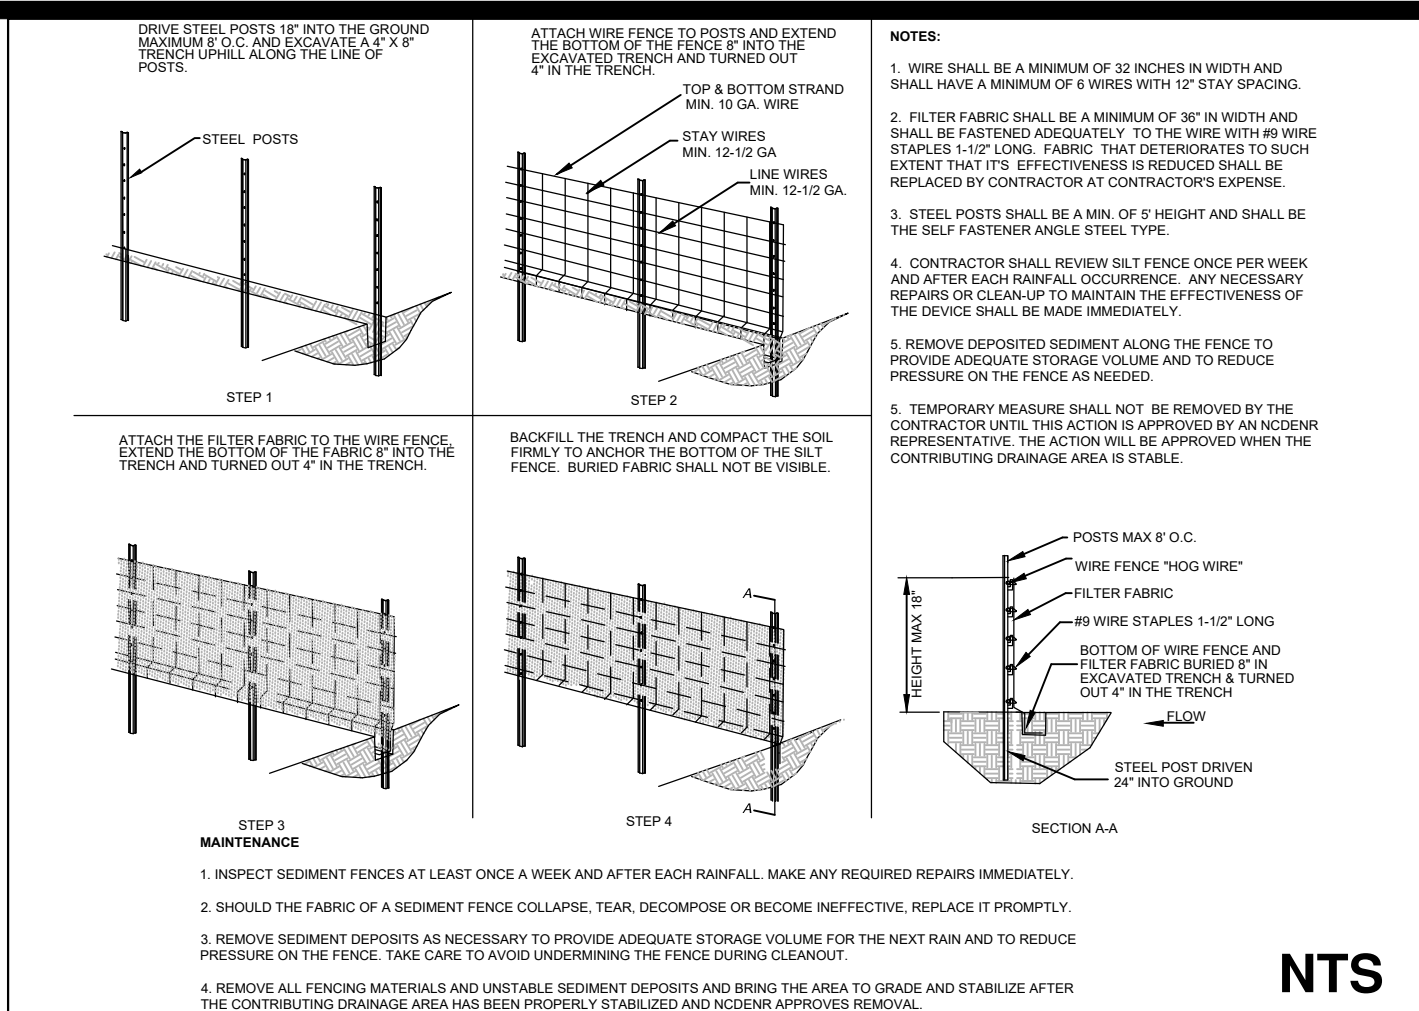 DRIVE STEEL POSTS 18" INTO THE GROUND
MAXIMUM 8' O.C. AND EXCAVATE A 4" X 8"
TRENCH UPHILL ALONG THE LINE OF
POSTS.
STEEL POSTS
STEP 1
ATTACH WIRE FENCE TO POSTS AND EXTEND
THE BOTTOM OF THE FENCE 8" INTO THE
EXCAVATED TRENCH AND TURNED OUT
4" IN THE TRENCH.
TOP & BOTTOM STRAND
MIN. 10 GA. WIRE
STAY WIRES
MIN. 12-1/2 GA
LINE WIRES
MIN. 12-1/2 GA.
STEP 2
ATTACH THE FILTER FABRIC TO THE WIRE FENCE,
EXTEND THE BOTTOM OF THE FABRIC 8" INTO THE
TRENCH AND TURNED OUT 4" IN THE TRENCH.
STEP 3
BACKFILL THE TRENCH AND COMPACT THE SOIL
FIRMLY TO ANCHOR THE BOTTOM OF THE SILT
FENCE. BURIED FABRIC SHALL NOT BE VISIBLE.
A
A
STEP 4
NOTES:
1. WIRE SHALL BE A MINIMUM OF 32 INCHES IN WIDTH AND
SHALL HAVE A MINIMUM OF 6 WIRES WITH 12" STAY SPACING.
2. FILTER FABRIC SHALL BE A MINIMUM OF 36" IN WIDTH AND
SHALL BE FASTENED ADEQUATELY TO THE WIRE WITH #9 WIRE
STAPLES 1-1/2" LONG. FABRIC THAT DETERIORATES TO SUCH
EXTENT THAT IT'S EFFECTIVENESS IS REDUCED SHALL BE
REPLACED BY CONTRACTOR AT CONTRACTOR'S EXPENSE.
3. STEEL POSTS SHALL BE A MIN. OF 5' HEIGHT AND SHALL BE
THE SELF FASTENER ANGLE STEEL TYPE.
4. CONTRACTOR SHALL REVIEW SILT FENCE ONCE PER WEEK
AND AFTER EACH RAINFALL OCCURRENCE. ANY NECESSARY
REPAIRS OR CLEAN-UP TO MAINTAIN THE EFFECTIVENESS OF
THE DEVICE SHALL BE MADE IMMEDIATELY.
5. REMOVE DEPOSITED SEDIMENT ALONG THE FENCE TO
PROVIDE ADEQUATE STORAGE VOLUME AND TO REDUCE
PRESSURE ON THE FENCE AS NEEDED.
5. TEMPORARY MEASURE SHALL NOT BE REMOVED BY THE
CONTRACTOR UNTIL THIS ACTION IS APPROVED BY AN NCDENR
REPRESENTATIVE. THE ACTION WILL BE APPROVED WHEN THE
CONTRIBUTING DRAINAGE AREA IS STABLE.
POSTS MAX 8' O.C.
WIRE FENCE "HOG WIRE"
FILTER FABRIC
#9 WIRE STAPLES 1-1/2" LONG
BOTTOM OF WIRE FENCE AND
FILTER FABRIC BURIED 8" IN
EXCAVATED TRENCH & TURNED
OUT 4" IN THE TRENCH
HEIGHT MAX 18"
FLOW
STEEL POST DRIVEN
24" INTO GROUND
SECTION A-A
MAINTENANCE
1. INSPECT SEDIMENT FENCES AT LEAST ONCE A WEEK AND AFTER EACH RAINFALL. MAKE ANY REQUIRED REPAIRS IMMEDIATELY.
2. SHOULD THE FABRIC OF A SEDIMENT FENCE COLLAPSE, TEAR, DECOMPOSE OR BECOME INEFFECTIVE, REPLACE IT PROMPTLY.
3. REMOVE SEDIMENT DEPOSITS AS NECESSARY TO PROVIDE ADEQUATE STORAGE VOLUME FOR THE NEXT RAIN AND TO REDUCE
PRESSURE ON THE FENCE. TAKE CARE TO AVOID UNDERMINING THE FENCE DURING CLEANOUT.
4. REMOVE ALL FENCING MATERIALS AND UNSTABLE SEDIMENT DEPOSITS AND BRING THE AREA TO GRADE AND STABILIZE AFTER
THE CONTRIBUTING DRAINAGE AREA HAS BEEN PROPERLY STABILIZED AND NCDENR APPROVES REMOVAL.
NTS